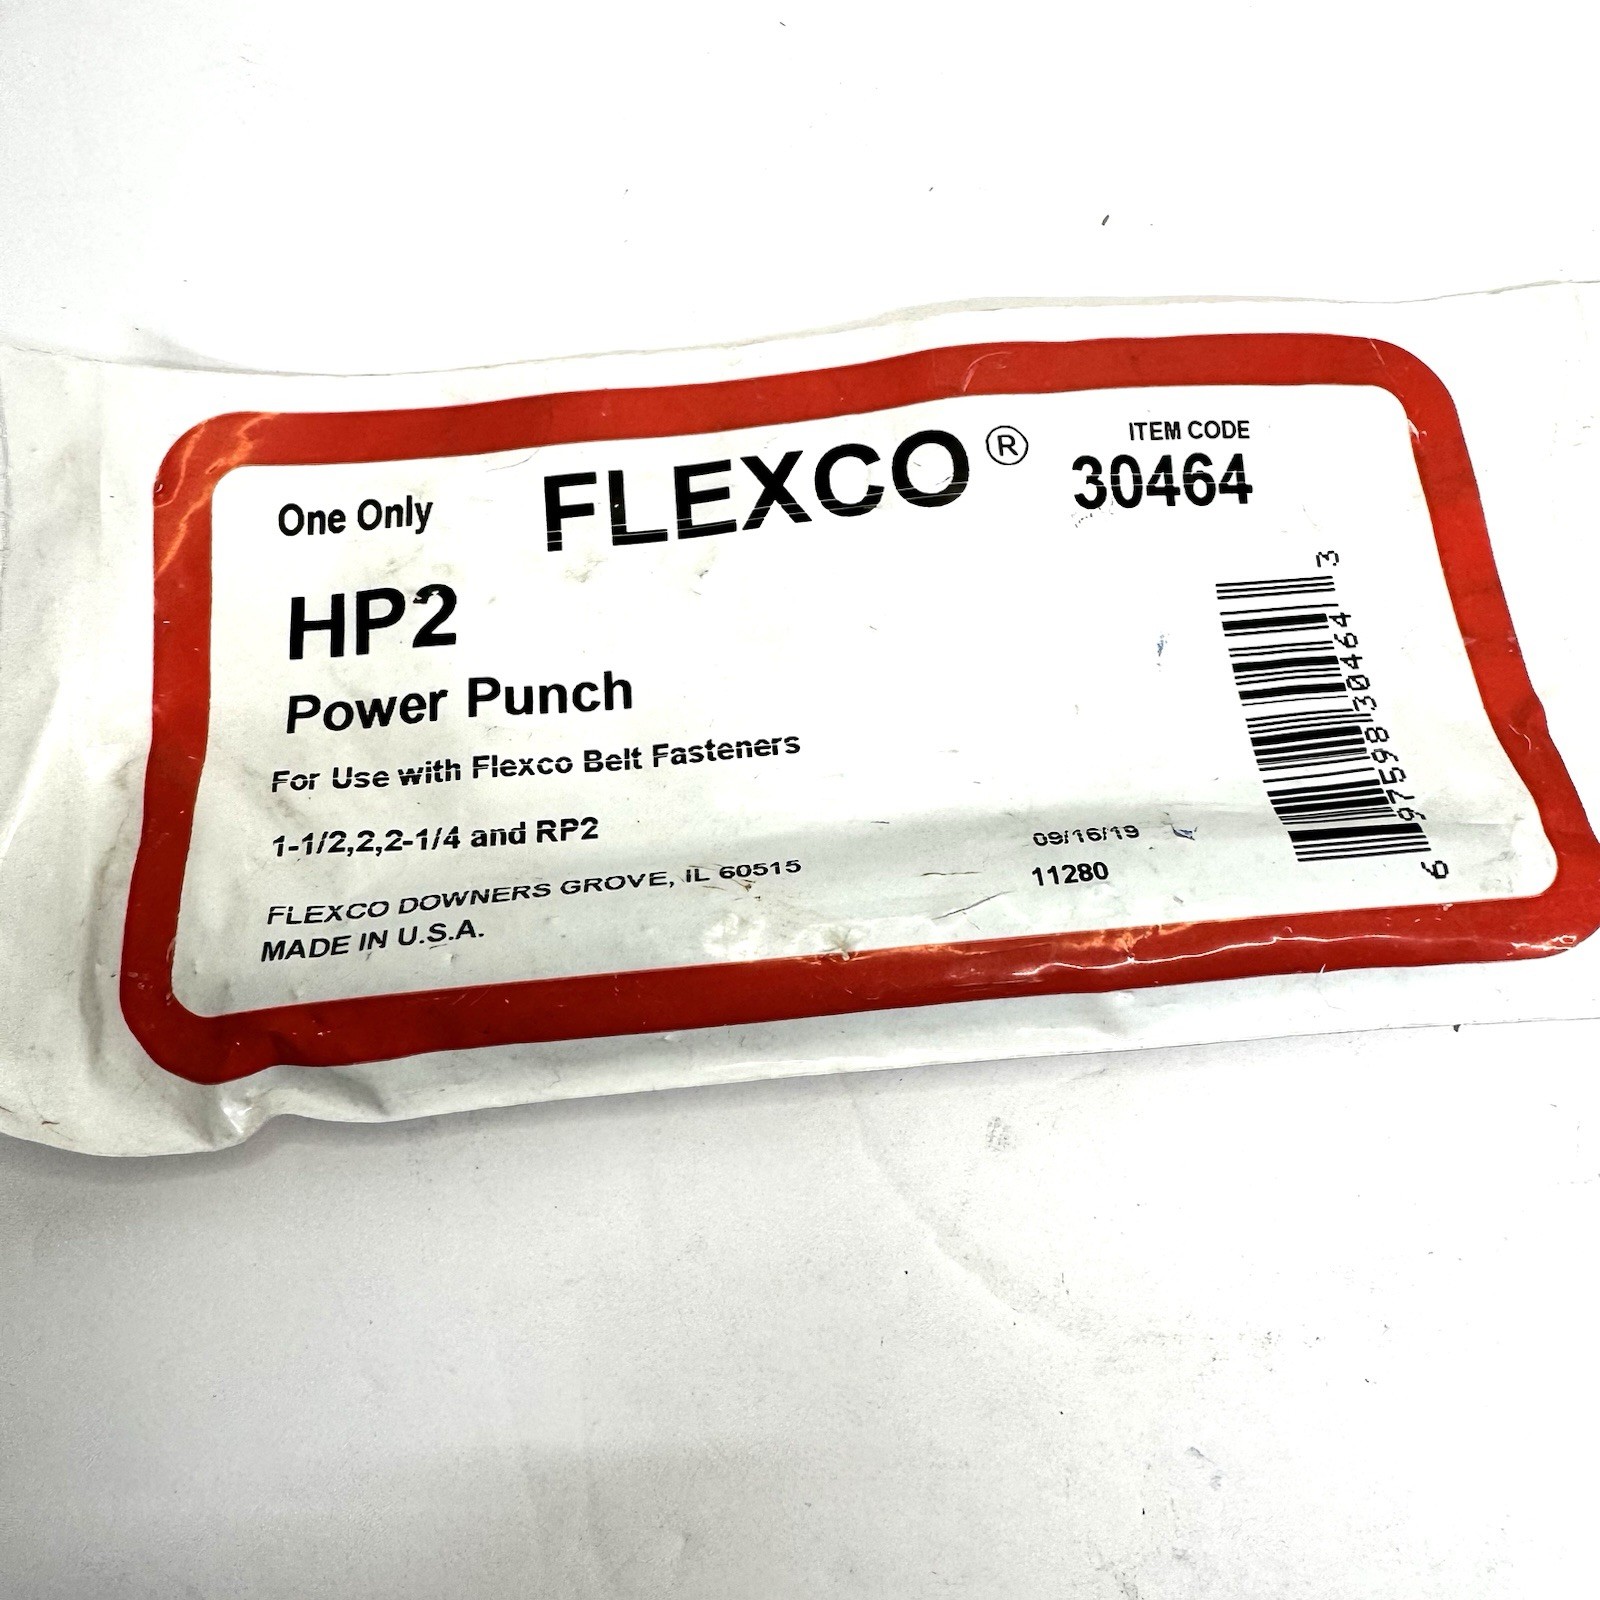 One Only
FLEXCO®
ITEM CODE
30464
HP2
Power Punch
For Use with Flexco Belt Fasteners
1-1/2,2,2-1/4 and RP2
FLEXCO DOWNERS GROVE, IL 60515
MADE IN U.S.A.
09/16/19
11280
6 97598 30464 3